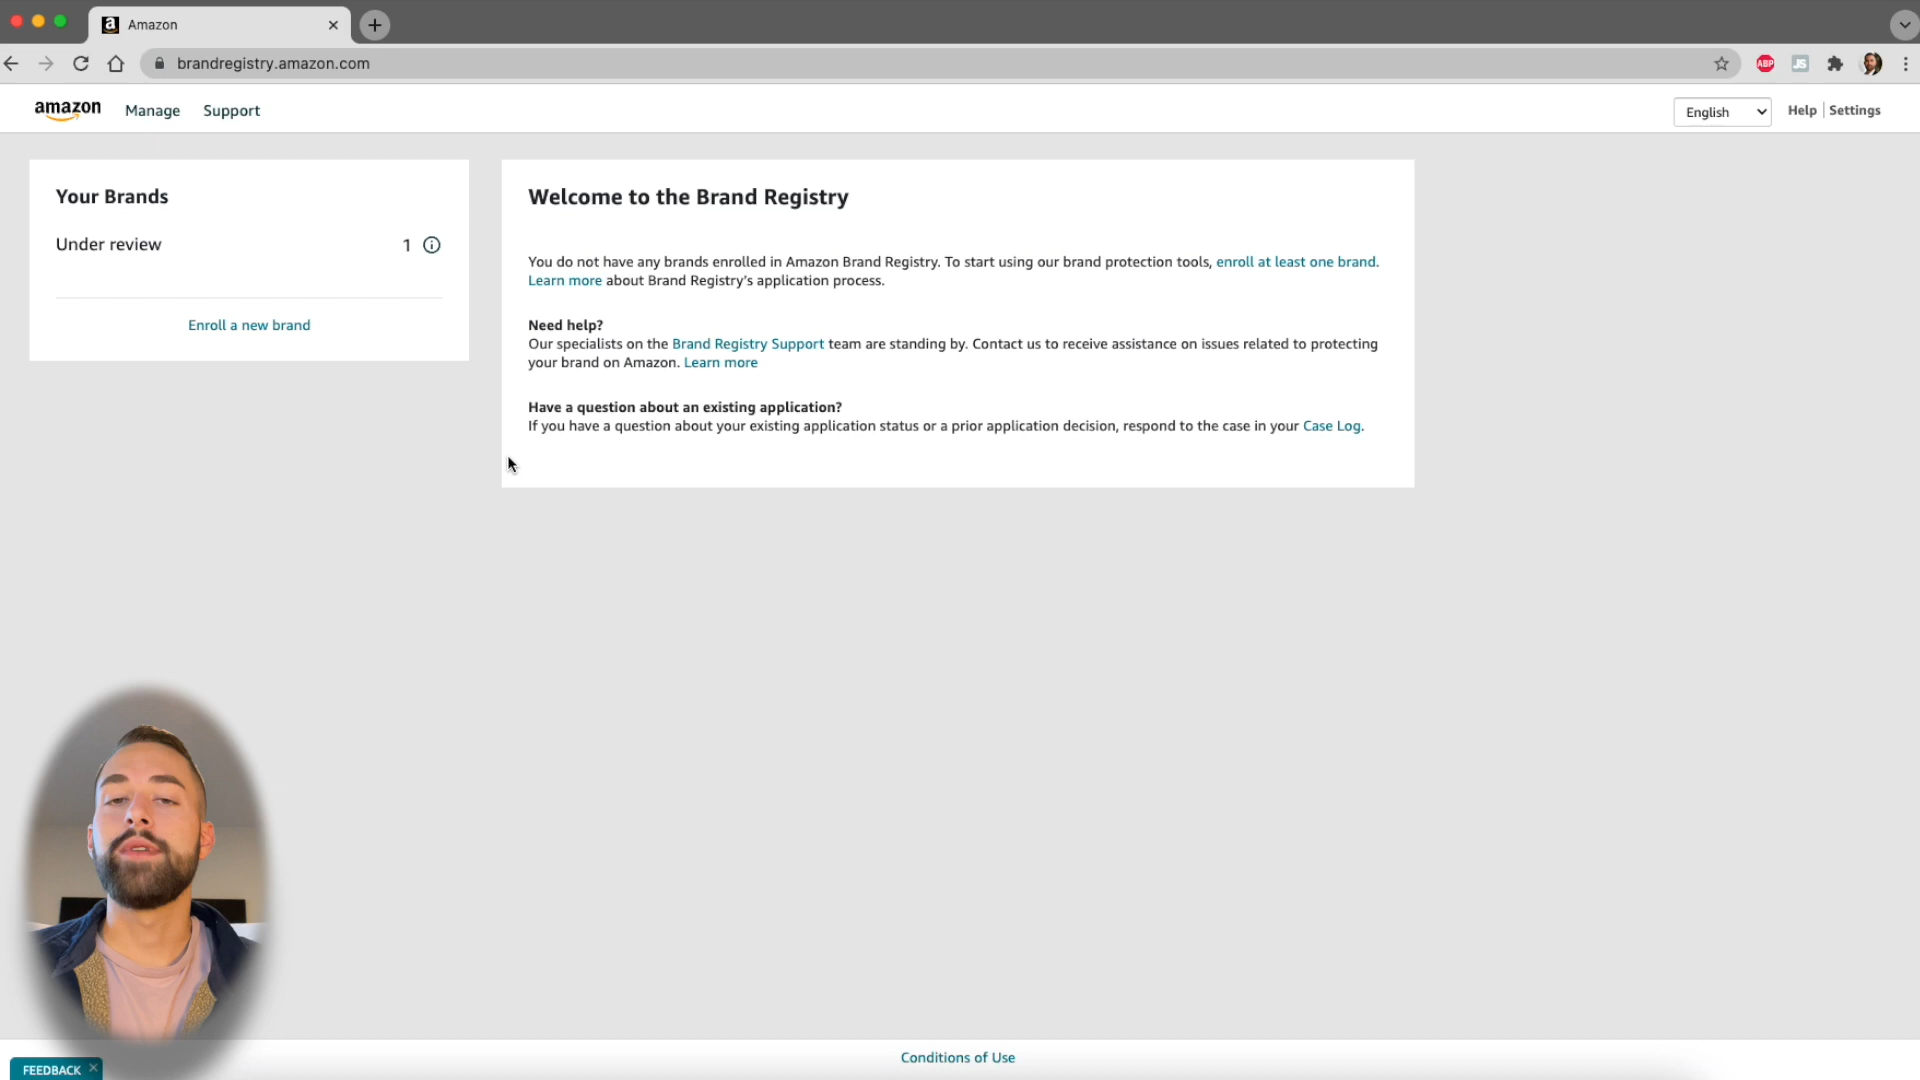 a Amazon
brandregistry.amazon.com
ABP
JS
amazon Manage Support
English
Help Settings
Your Brands
Under review 1
Enroll a new brand
Welcome to the Brand Registry
You do not have any brands enrolled in Amazon Brand Registry. To start using our brand protection tools, enroll at least one brand.
Learn more about Brand Registry’s application process.
Need help?
Our specialists on the Brand Registry Support team are standing by. Contact us to receive assistance on issues related to protecting
your brand on Amazon. Learn more
Have a question about an existing application?
If you have a question about your existing application status or a prior application decision, respond to the case in your Case Log.
Conditions of Use
FEEDBACK